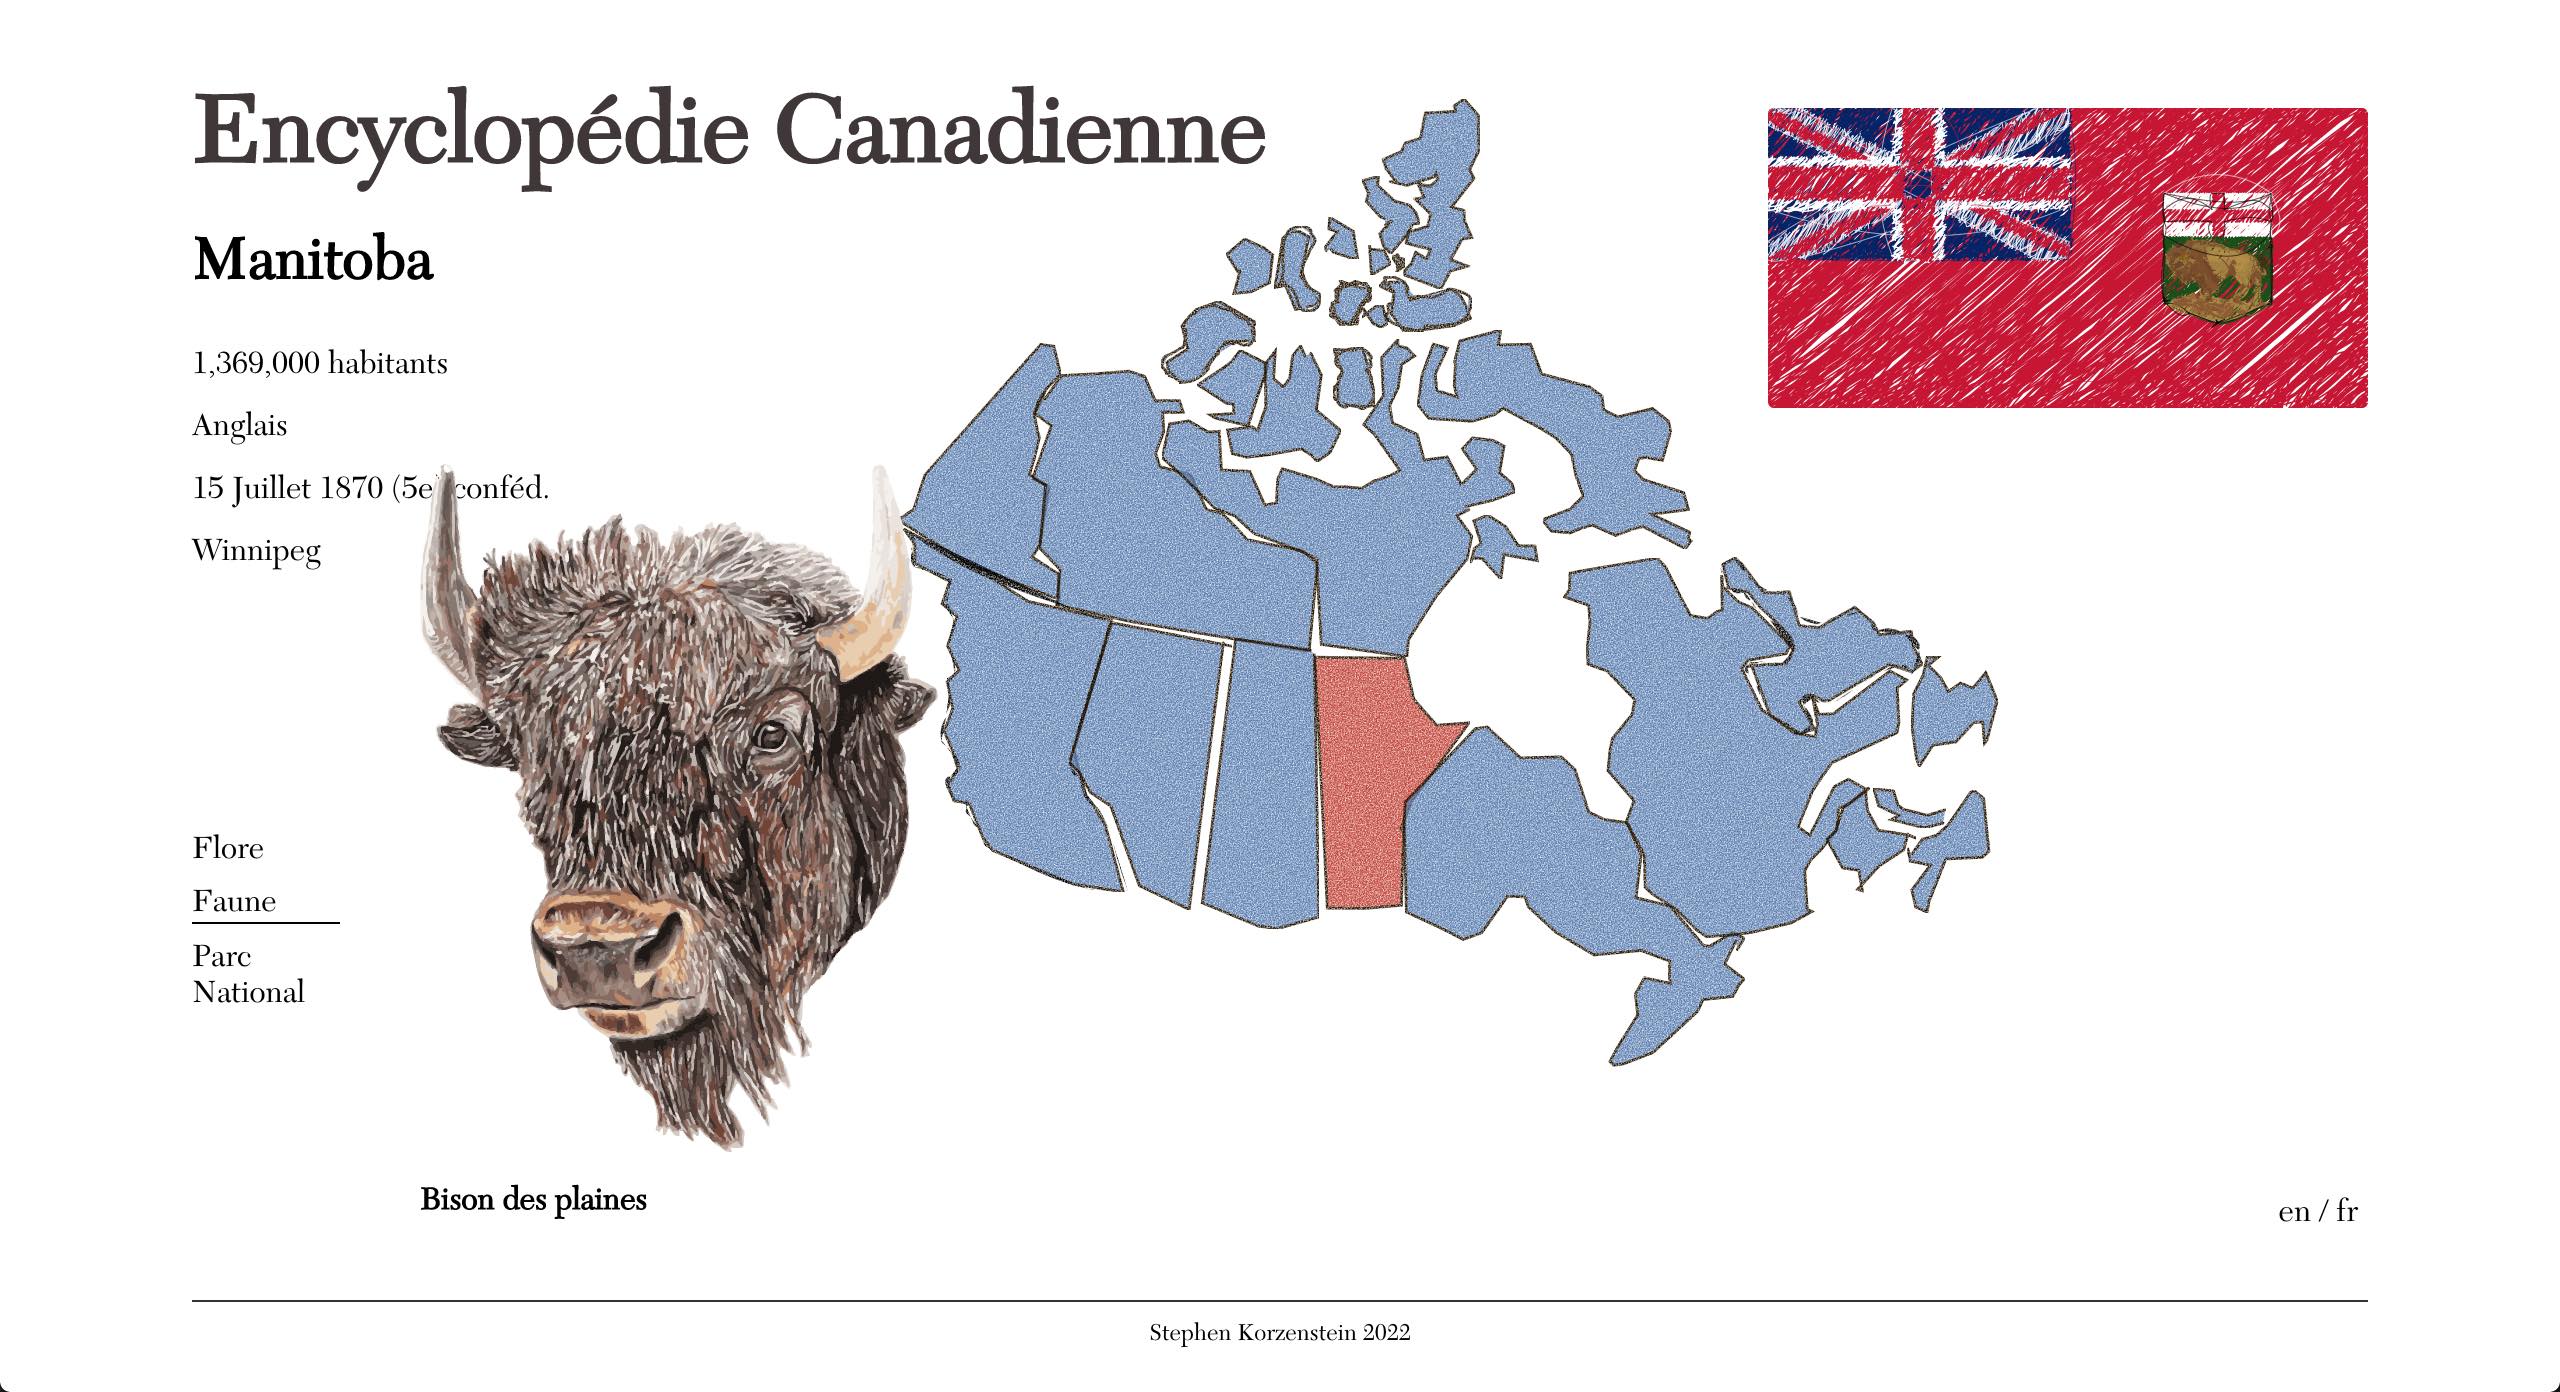 Encyclopédie Canadienne
Manitoba
1,369,000 habitants
Anglais
15 Juillet 1870 (5e) conféd.
Winnipeg
Flore
Faune
Parc
National
Bison des plaines
en / fr
Stephen Korzenstein 2022